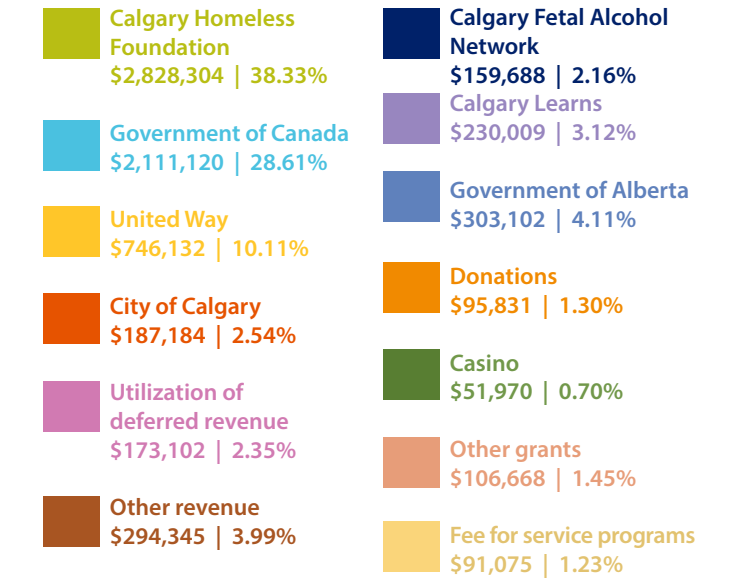 Calgary Homeless
Foundation
$2,828,304 | 38.33%
Government of Canada
$2,111,120 | 28.61%
United Way
$746,132 | 10.11%
City of Calgary
$187,184 | 2.54%
Utilization of
deferred revenue
$173,102 | 2.35%
Other revenue
$294,345 | 3.99%
Calgary Fetal Alcohol
Network
$159,688 | 2.16%
Calgary Learns
$230,009 | 3.12%
Government of Alberta
$303,102 | 4.11%
Donations
$95,831 | 1.30%
Casino
$51,970 | 0.70%
Other grants
$106,668 | 1.45%
Fee for service programs
$91,075 | 1.23%